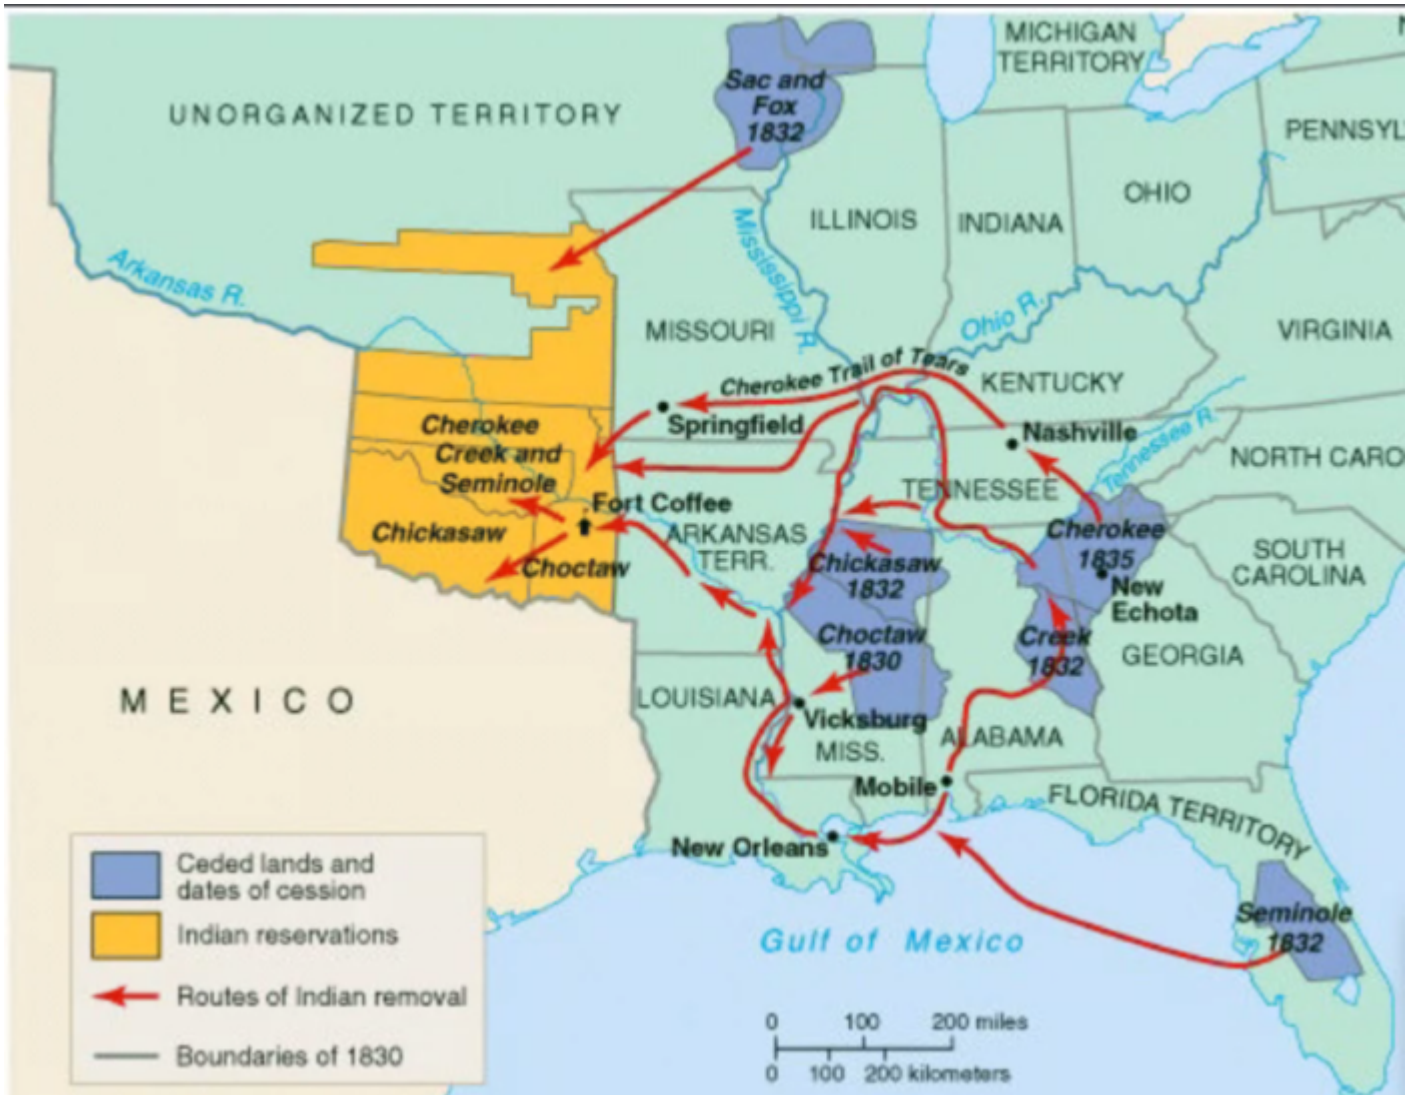 MICHIGAN
TERRITORY
Sac and
Fox
1832
UNORGANIZED TERRITORY
PENNSYL
OHIO
ILLINOIS
INDIANA
Mississippi R.
Arkansas R.
Ohio R.
MISSOURI
VIRGINIA
Cherokee Trail of Tears
KENTUCKY
Springfield
Nashville
Tennessee R.
Cherokee
Creek and
Seminole
NORTH CARO
TENNESSEE
Fort Coffee
Chickasaw
ARKANSAS
TERR.
Cherokee
1835
SOUTH
CAROLINA
Choctaw
Chickasaw
1832
New
Echota
Choctaw
1830
Creek
1832
GEORGIA
MEXICO
LOUISIANA
Vicksburg
MISS.
ALABAMA
Mobile
FLORIDA TERRITORY
New Orleans
Seminole
1832
Gulf of Mexico
Ceded lands and
dates of cession
Indian reservations
Routes of Indian removal
Boundaries of 1830
0 100 200 miles
0 100 200 kilometers